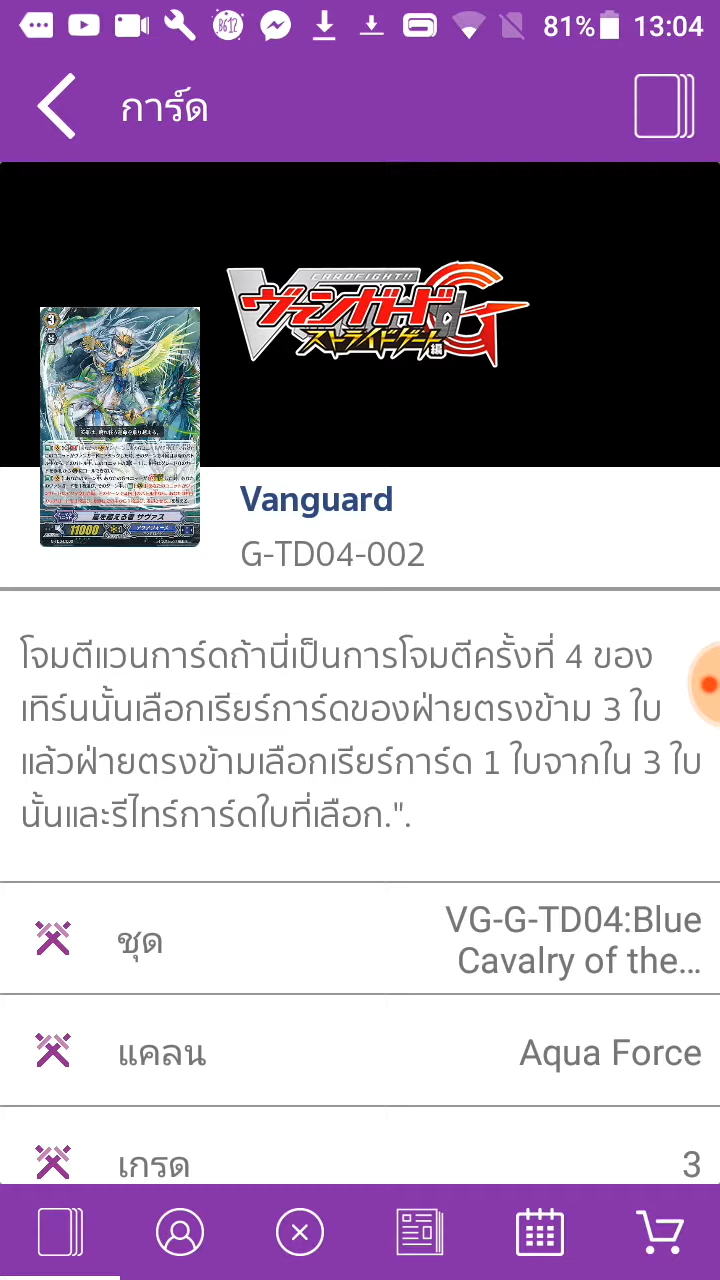 81% 13:04
การ์ด
CARDFIGHT!!
ヴァンガードG
ストライドゲート編
11000
Vanguard
G-TD04-002
โจมตีแวนการ์ดถ้านี่เป็นการโจมตีครั้งที่ 4 ของ
เทิร์นนั้นเลือกเรียร์การ์ดของฝ่ายตรงข้าม 3 ใบ
แล้วฝ่ายตรงข้ามเลือกเรียร์การ์ด 1 ใบจากใน 3 ใบ
นั้นและรีไทร์การ์ดใบที่เลือก.".
ชุด
VG-G-TD04:Blue
Cavalry of the...
แคลน
Aqua Force
เกรด
3